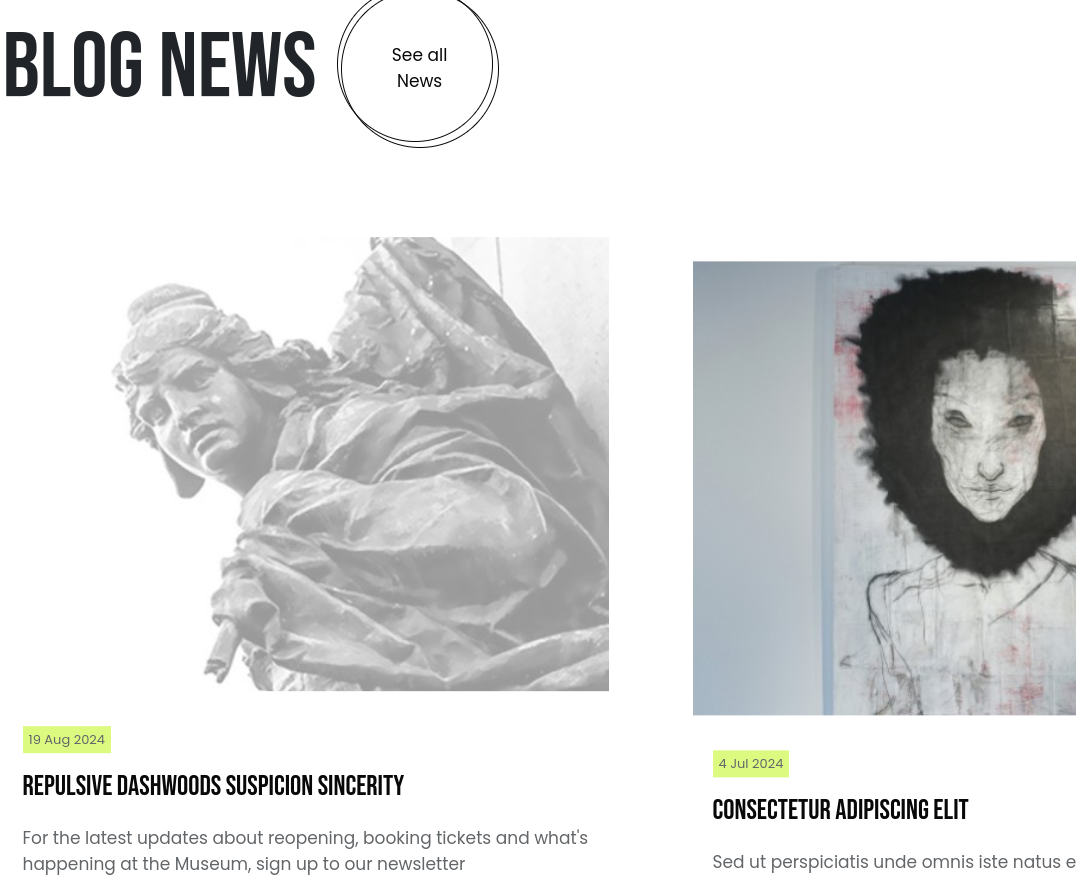 BLOG NEWS
See all
News
19 Aug 2024
REPULSIVE DASHWOODS SUSPICION SINCERITY
For the latest updates about reopening, booking tickets and what's
happening at the Museum, sign up to our newsletter
4 Jul 2024
CONSECTETUR ADIPISCING ELIT
Sed ut perspiciatis unde omnis iste natus e